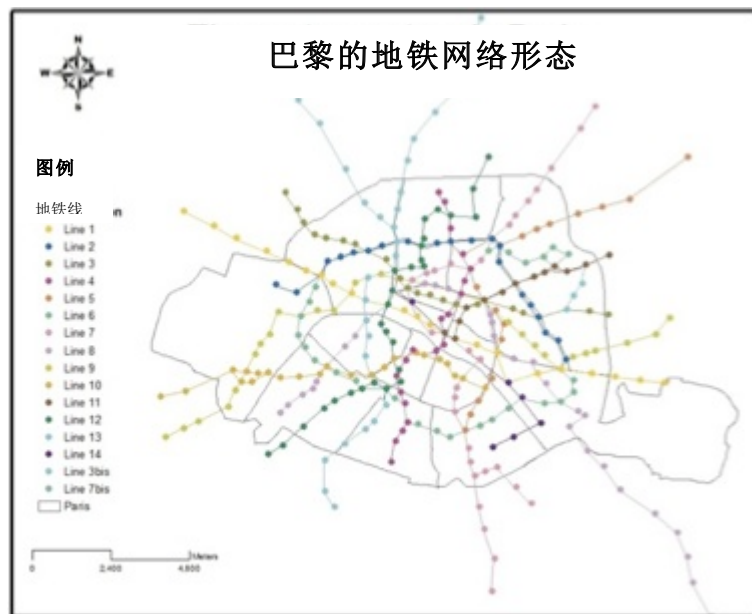 巴黎的地铁网络形态
N
W E
S
图例
地铁线
Line 1
Line 2
Line 3
Line 4
Line 5
Line 6
Line 7
Line 8
Line 9
Line 10
Line 11
Line 12
Line 13
Line 14
Line 3bis
Line 7bis
Paris
Meters
0 2,400 4,800